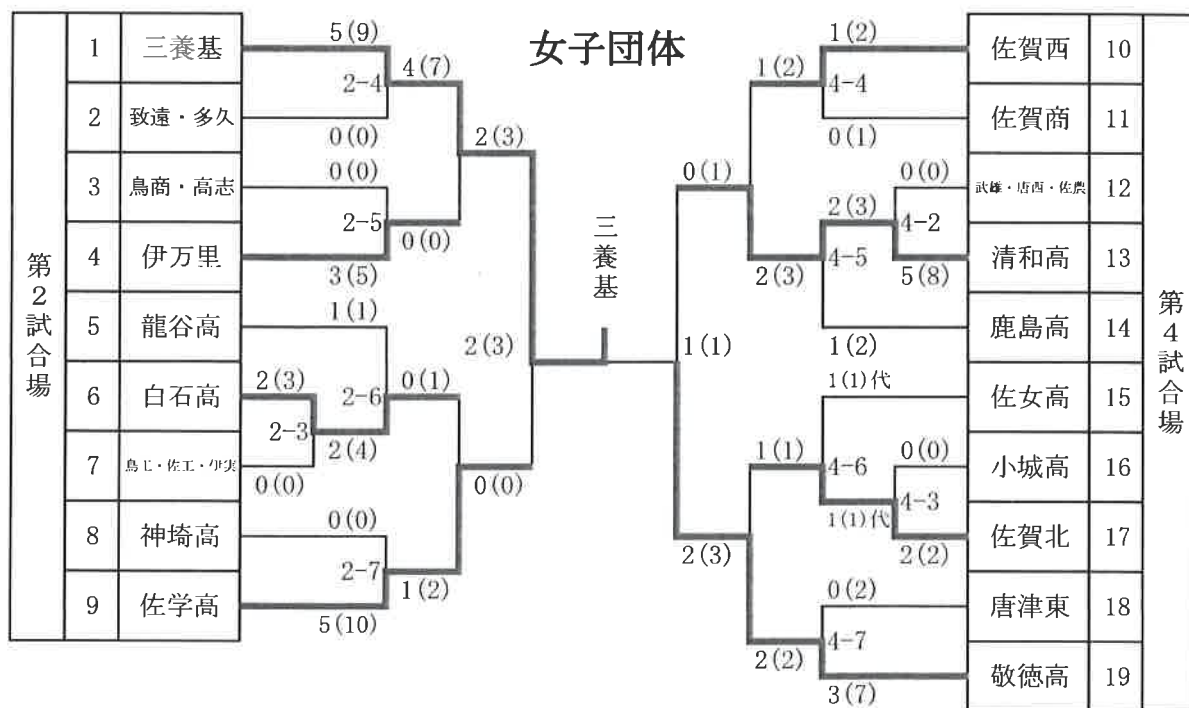 女子団体
第2試合場
1 三養基
2 致遠・多久
3 鳥商・高志
4 伊万里
5 龍谷高
6 白石高
7 鳥工・佐工・伊実
8 神埼高
9 佐学高
5(9)
2-4
0(0)
0(0)
2-5
3(5)
1(1)
2(3)
2-3
0(0)
2-6
2(4)
0(0)
2-7
5(10)
4(7)
0(0)
0(1)
1(2)
2(3)
0(0)
2(3)
三養基
1(1)
0(1)
2(3)
1(2)
2(3)
1(1)
2(2)
1(2)
4-4
0(1)
2(3)
4-5
1(2)
0(0)
4-2
5(8)
1(1)代
4-6
1(1)代
0(0)
4-3
2(2)
0(2)
4-7
3(7)
佐賀西 10
佐賀商 11
武雄・唐西・佐農 12
清和高 13
鹿島高 14
佐女高 15
小城高 16
佐賀北 17
唐津東 18
敬徳高 19
第4試合場